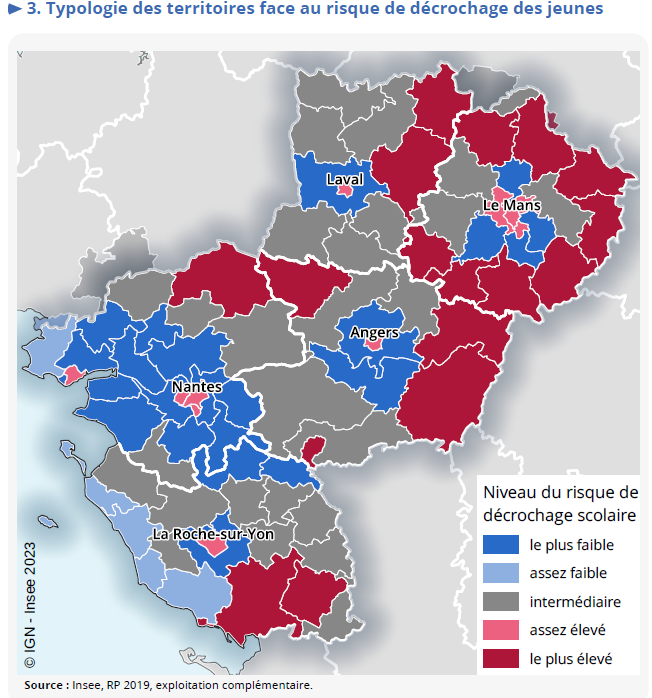 ► 3. Typologie des territoires face au risque de décrochage des jeunes
Laval
Le Mans
Angers
Nantes
La Roche-sur-Yon
Niveau du risque de
décrochage scolaire
le plus faible
assez faible
intermédiaire
assez élevé
le plus élevé
© IGN - Insee 2023
Source : Insee, RP 2019, exploitation complémentaire.